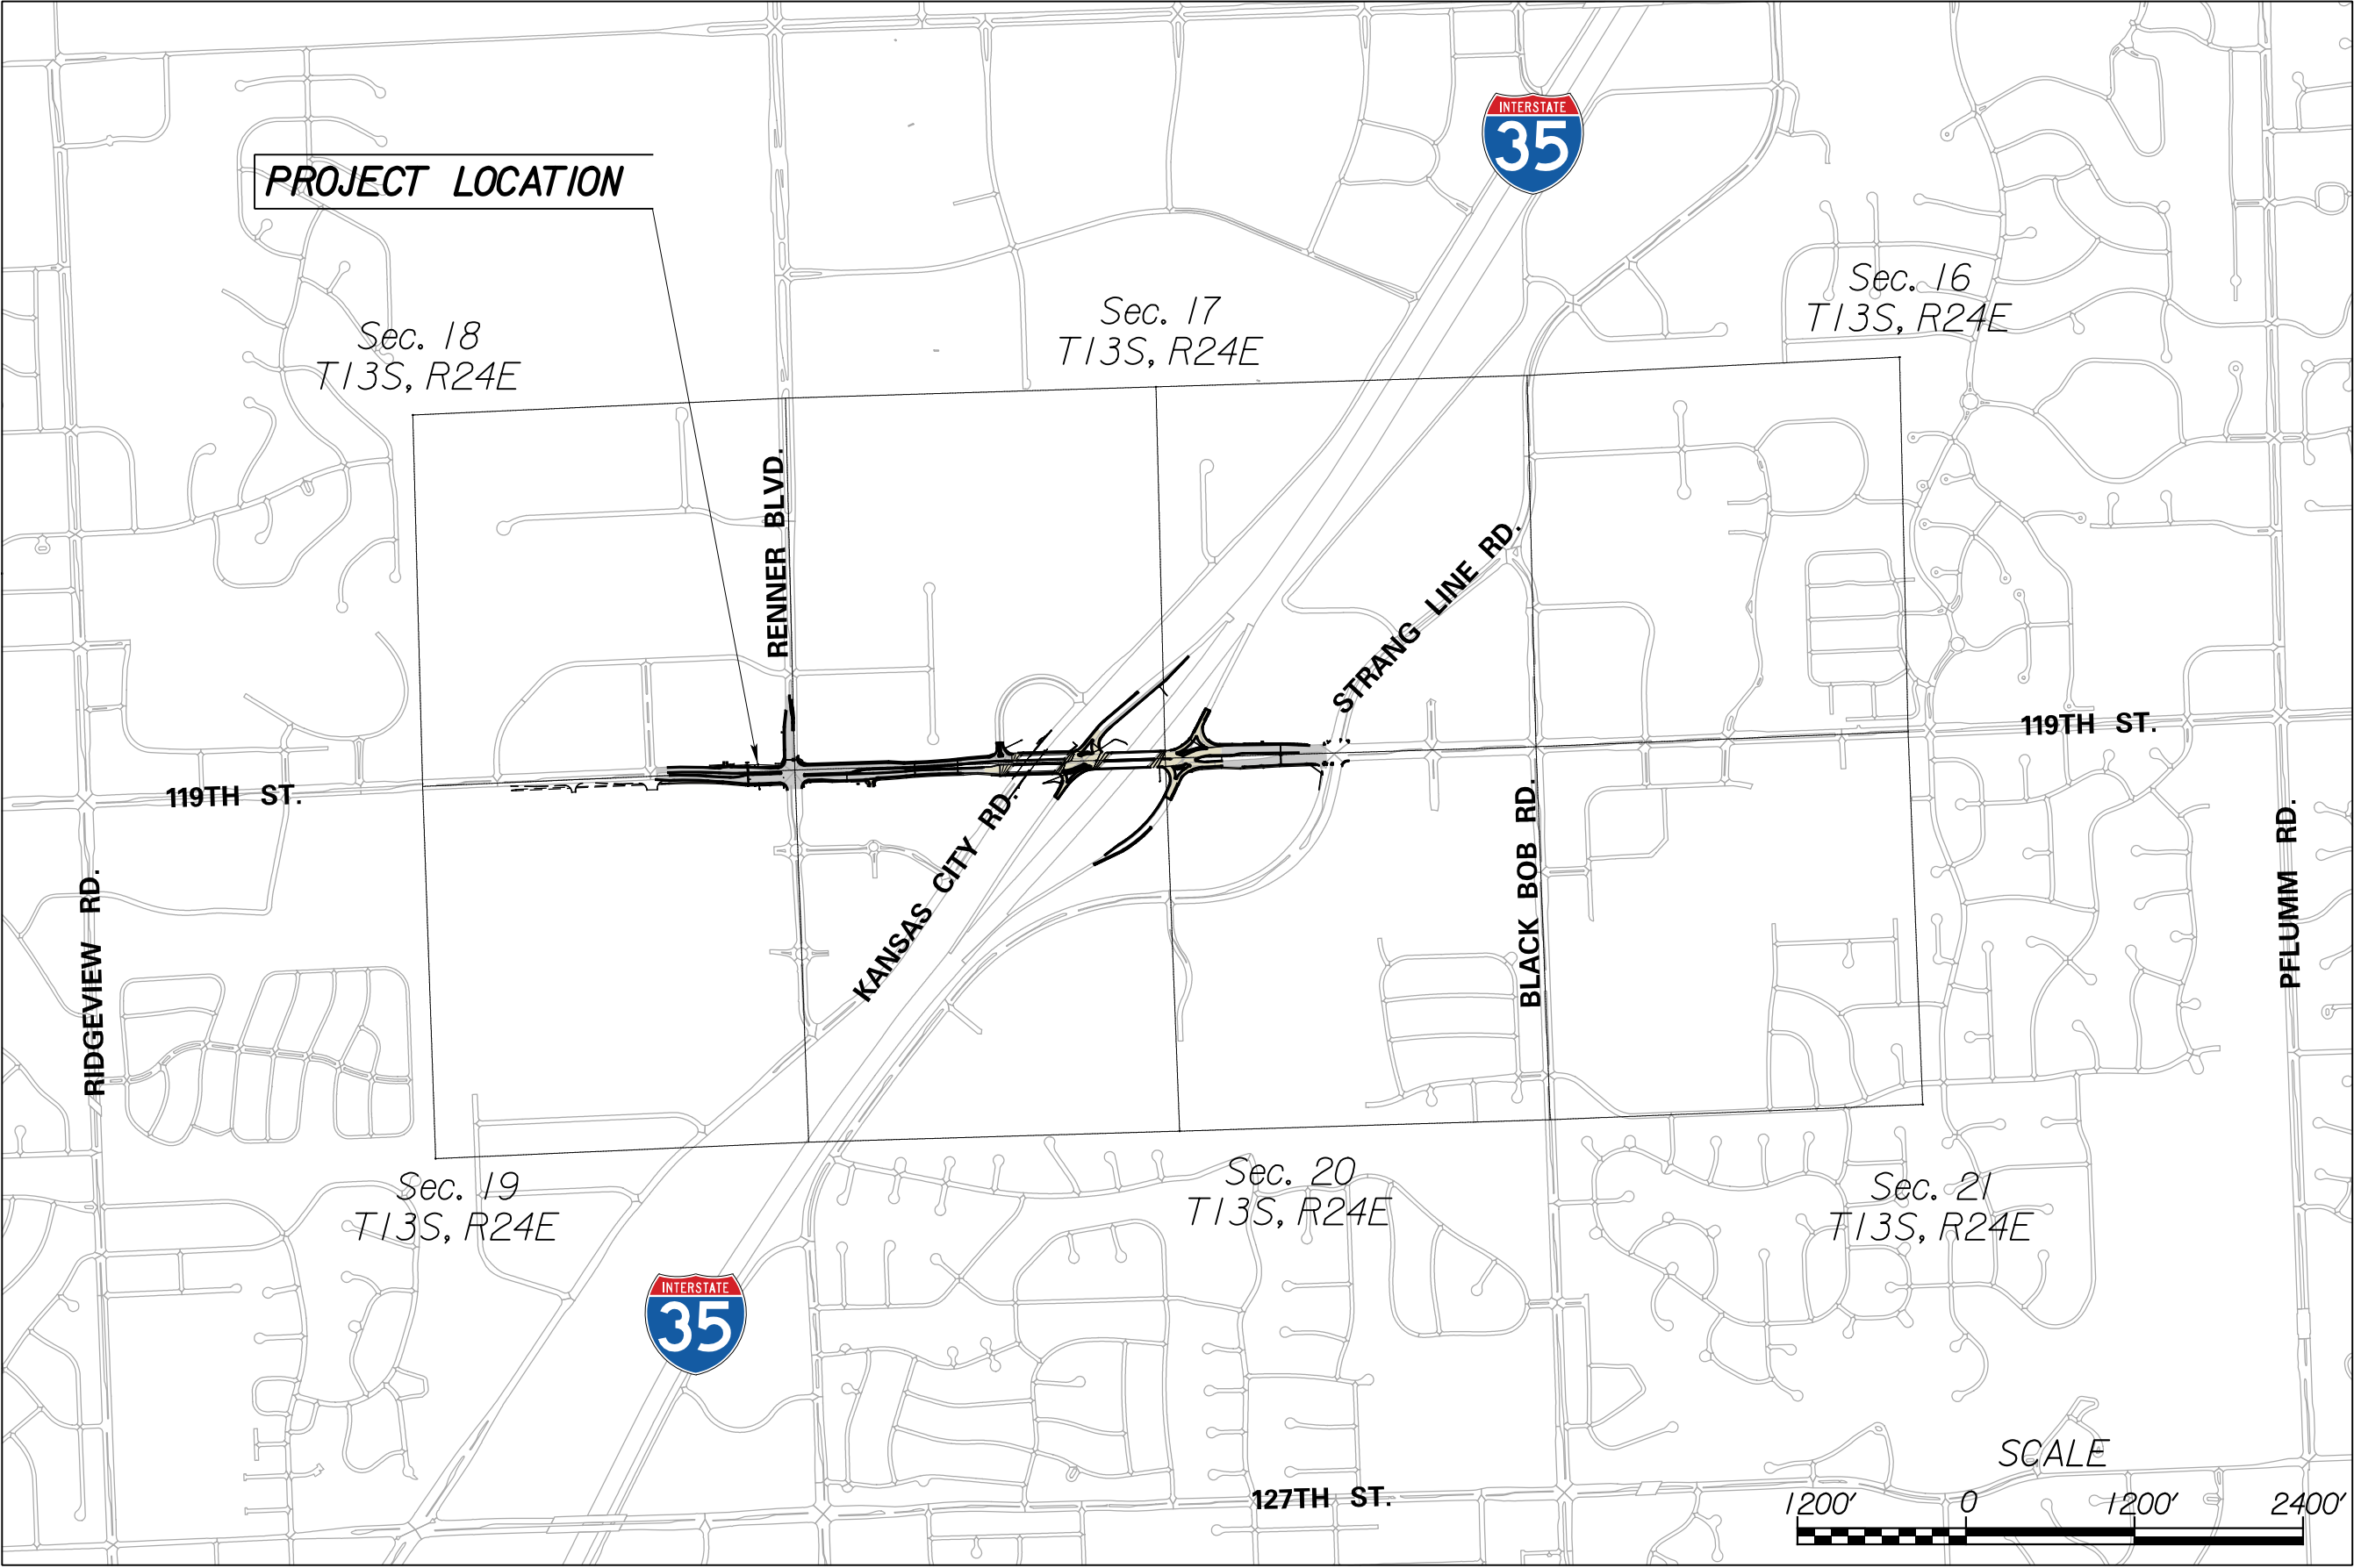 INTERSTATE
35
PROJECT LOCATION
Sec. 16
T13S, R24E
Sec. 17
T13S, R24E
Sec. 18
T13S, R24E
RENNER BLVD.
STRANG LINE RD.
119TH ST.
119TH ST.
KANSAS CITY RD.
BLACK BOB RD.
PFLUMM RD.
RIDGEVIEW RD.
Sec. 19
T13S, R24E
Sec. 20
T13S, R24E
Sec. 21
T13S, R24E
INTERSTATE
35
SCALE
127TH ST.
1200' 0 1200' 2400'